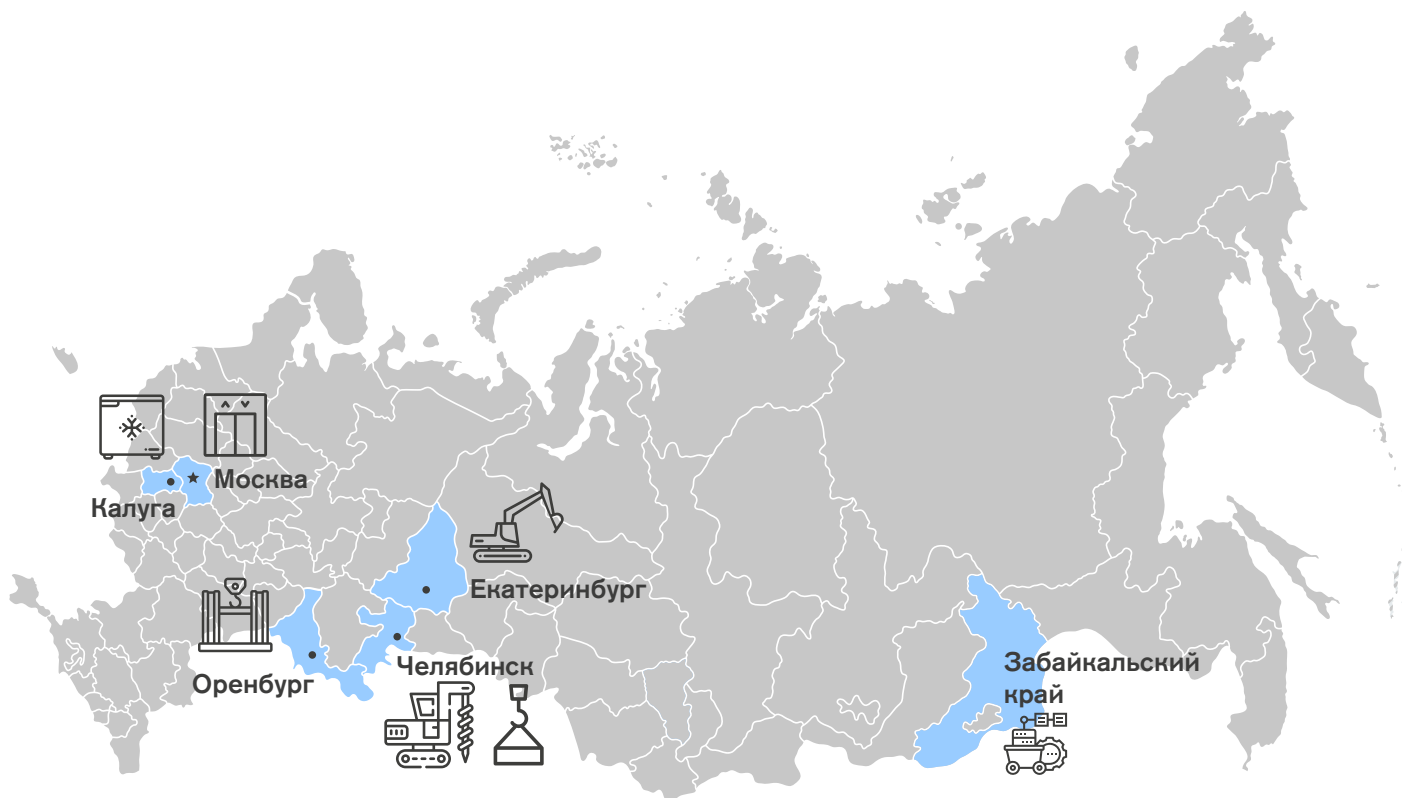 Москва
Калуга
Екатеринбург
Челябинск
Оренбург
Забайкальский
край